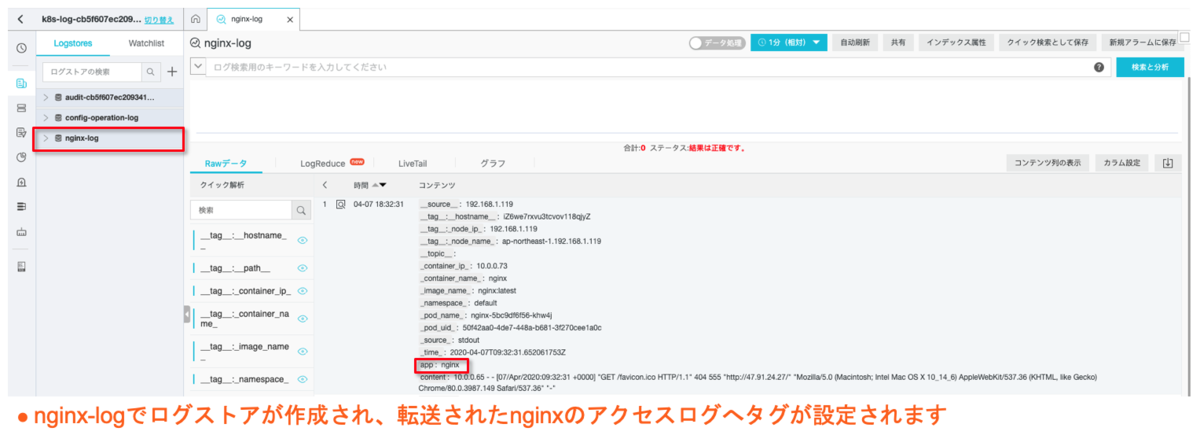 k8s-log-cb5f607ec209... 切り替え
nginx-log
Logstores Watchlist
ログストアの検索
audit-cb5f607ec209341...
config-operation-log
nginx-log
nginx-log
データ処理
1分（相対）
自動刷新
共有
インデックス属性
クイック検索として保存
新規アラームに保存
ログ検索用のキーワードを入力してください
検索と分析
合計:0 ステータス:結果は正確です。
Rawデータ
LogReduce new
LiveTail
グラフ
コンテンツ列の表示
カラム設定
クイック解析
検索
__tag__:__hostname_
_
__tag__:__path__
__tag__:_container_ip_
__tag__:_container_na
me_
__tag__:_image_name
_
__tag__:_namespace_
時間
コンテンツ
1 04-07 18:32:31
__source__ : 192.168.1.119
__tag__:__hostname__ : iZ6we7rxvu3tcvov118qjyZ
__tag__:_node_ip_ : 192.168.1.119
__tag__:_node_name_ : ap-northeast-1.192.168.1.119
__topic__ :
_container_ip_ : 10.0.0.73
_container_name_ : nginx
_image_name_ : nginx:latest
_namespace_ : default
_pod_name_ : nginx-5bc9df6f56-khw4j
_pod_uid_ : 50f42aa0-4de7-448a-b681-3f270cee1a0c
_source_ : stdout
_time_ : 2020-04-07T09:32:31.652061753Z
app : nginx
content : 10.0.0.65 - - [07/Apr/2020:09:32:31 +0000] "GET /favicon.ico HTTP/1.1" 404 555 "http://47.91.24.27/" "Mozilla/5.0 (Macintosh; Intel Mac OS X 10_14_6) AppleWebKit/537.36 (KHTML, like Gecko)
Chrome/80.0.3987.149 Safari/537.36" "-"
● nginx-logでログストアが作成され、転送されたnginxのアクセスログへタグが設定されます